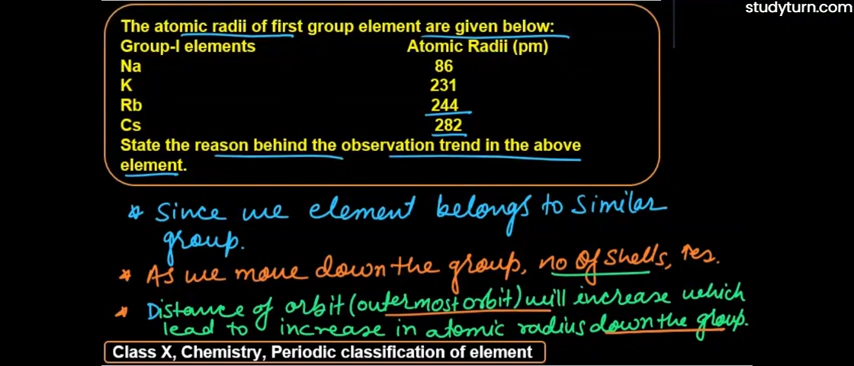 studyturn.com
The atomic radii of first group element are given below:
Group-I elements Atomic Radii (pm)
Na 86
K 231
Rb 244
Cs 282
State the reason behind the observation trend in the above
element.
* Since we element belongs to similar
group.
* As we move down the group, no of shells, ↑es.
* Distance of orbit (outermost orbit) will increase which
lead to increase in atomic radius down the group.
Class X, Chemistry, Periodic classification of element